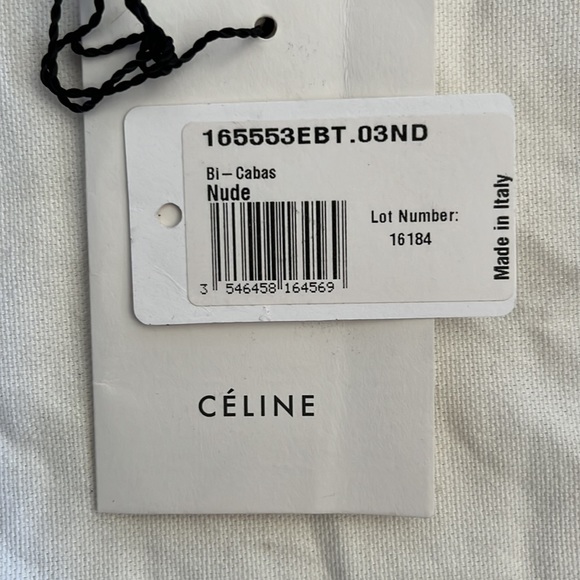 165553EBT.03ND
Bi-Cabas
Nude
Lot Number:
16184
Made in Italy
3 546458 164569
CÉLINE